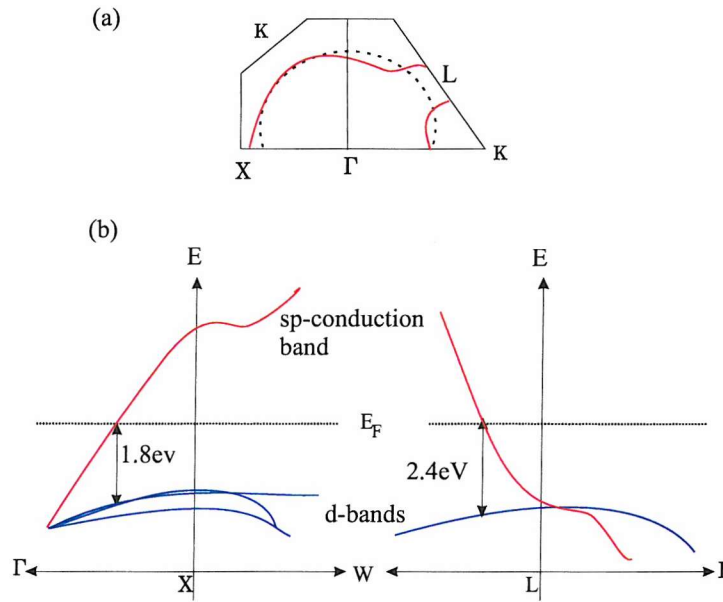 (a)
K
L
X
Γ
K
(b)
E
E
sp-conduction
band
E_F
1.8ev
2.4eV
d-bands
Γ
X
W
L